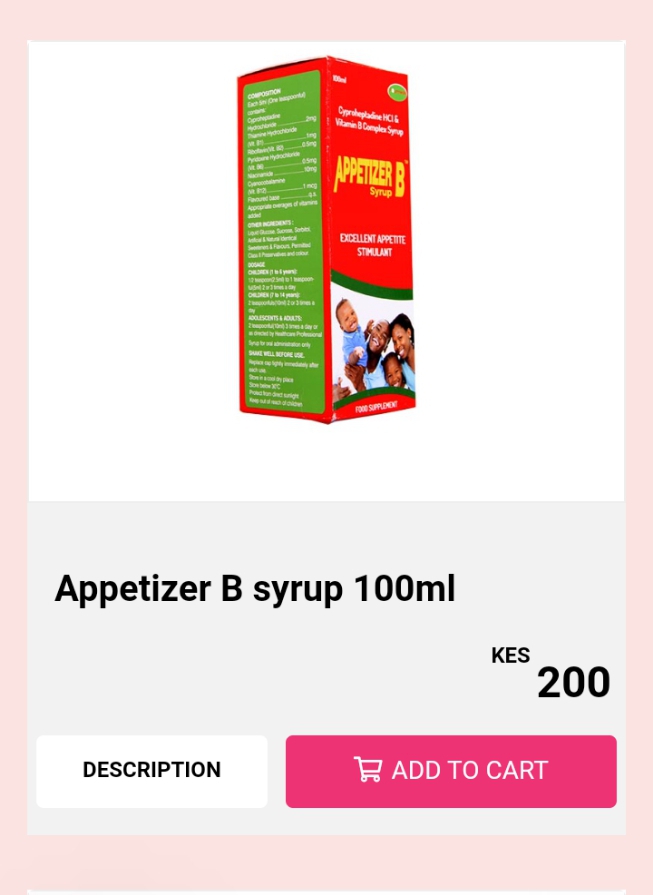 100ml
Cyproheptadine HCI &
Vitamin B Complex Syrup
APPETIZER B
Syrup
EXCELLENT APPETITE
STIMULANT
FOOD SUPPLEMENT
COMPOSITION
Each 5ml (One teaspoonful)
contains:
Cyproheptadine
Hydrochloride 2mg
Thiamine Hydrochloride
(Vit. B1) 1mg
Riboflavin (Vit. B2) 0.5mg
Pyridoxine Hydrochloride
(Vit. B6) 0.5mg
Niacinamide 10mg
Cyanocobalamine
(Vit. B12) 1 mcg
Flavoured base q.s.
Appropriate overages of vitamins
added
OTHER INGREDIENTS :
Liquid Glucose, Sucrose, Sorbitol,
Artificial & Natural Identical
Sweeteners & Flavours, Permitted
Class II Preservatives and colour
DOSAGE
CHILDREN (1 to 6 years):
1/2 teaspoon(2.5ml) to 1 teaspoon-
ful(5ml) 2 or 3 times a day
CHILDREN (7 to 14 years):
2 teaspoonfuls(10ml) 2 or 3 times a
day
ADOLESCENTS & ADULTS:
2 teaspoonful(10ml) 3 times a day or
as directed by Healthcare Professional
Syrup for oral administration only
SHAKE WELL BEFORE USE.
Replace cap tightly immediately after
each use.
Store in a cool dry place
Store below 30°C
Protect from direct sunlight
Keep out of reach of children
Appetizer B syrup 100ml
KES
200
DESCRIPTION
ADD TO CART